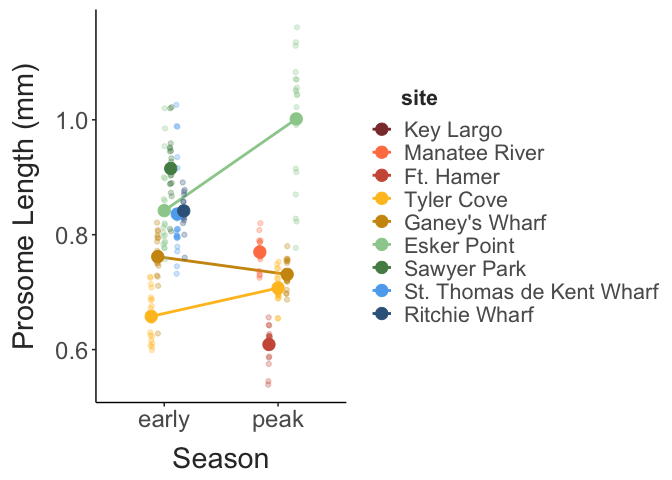 Prosome Length (mm)
1.0
0.8
0.6
early peak
Season
site
Key Largo
Manatee River
Ft. Hamer
Tyler Cove
Ganey's Wharf
Esker Point
Sawyer Park
St. Thomas de Kent Wharf
Ritchie Wharf